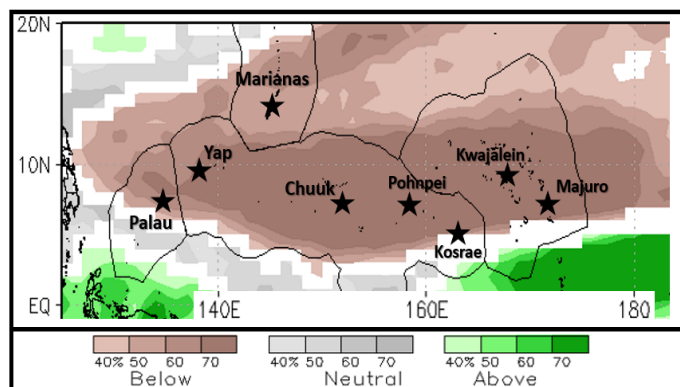 20N
Marianas
Yap
Kwajalein
10N
Chuuk
Pohnpei
Majuro
Palau
Kosrae
EQ
140E 160E 180
40% 50 60 70 40% 50 60 70 40% 50 60 70
Below Neutral Above